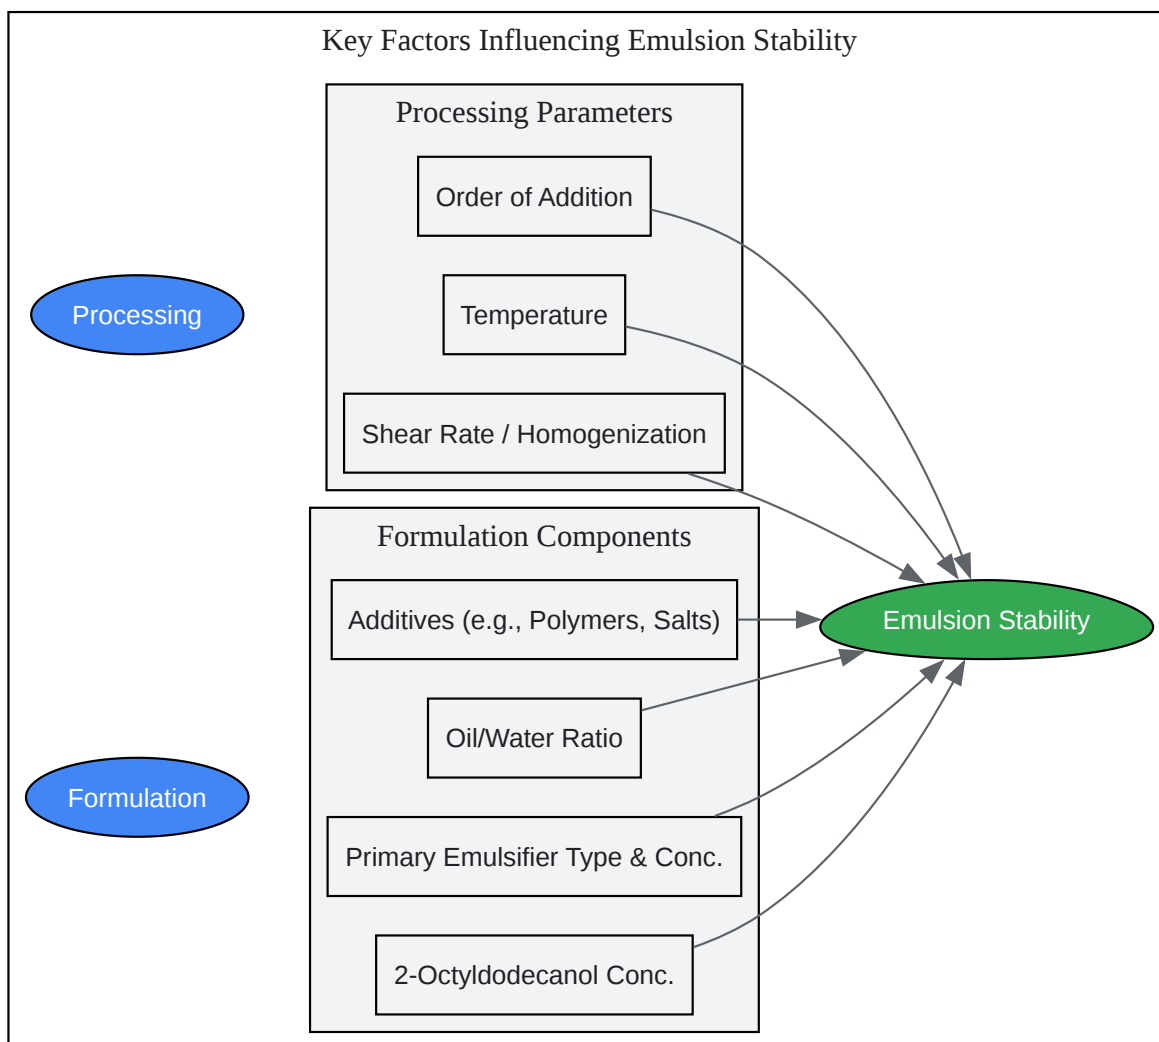 Key Factors Influencing Emulsion Stability
Processing Parameters
Order of Addition
Processing
Temperature
Shear Rate / Homogenization
Formulation Components
Additives (e.g., Polymers, Salts)
Emulsion Stability
Oil/Water Ratio
Formulation
Primary Emulsifier Type & Conc.
2-Octyldodecanol Conc.